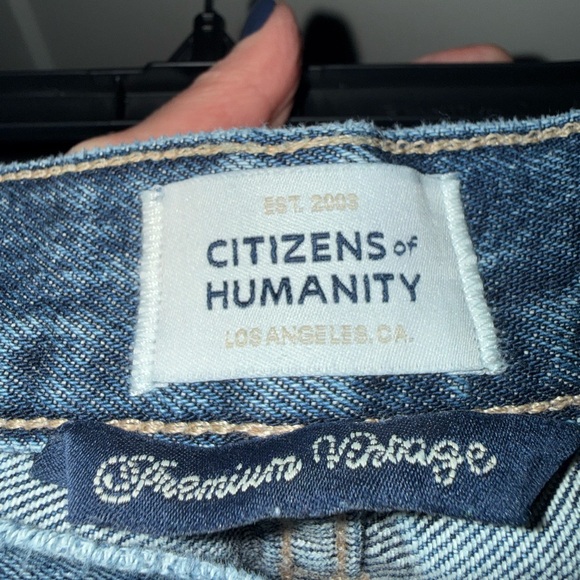 EST. 2003
CITIZENS of
HUMANITY
LOS ANGELES, CA.
Premium Vintage